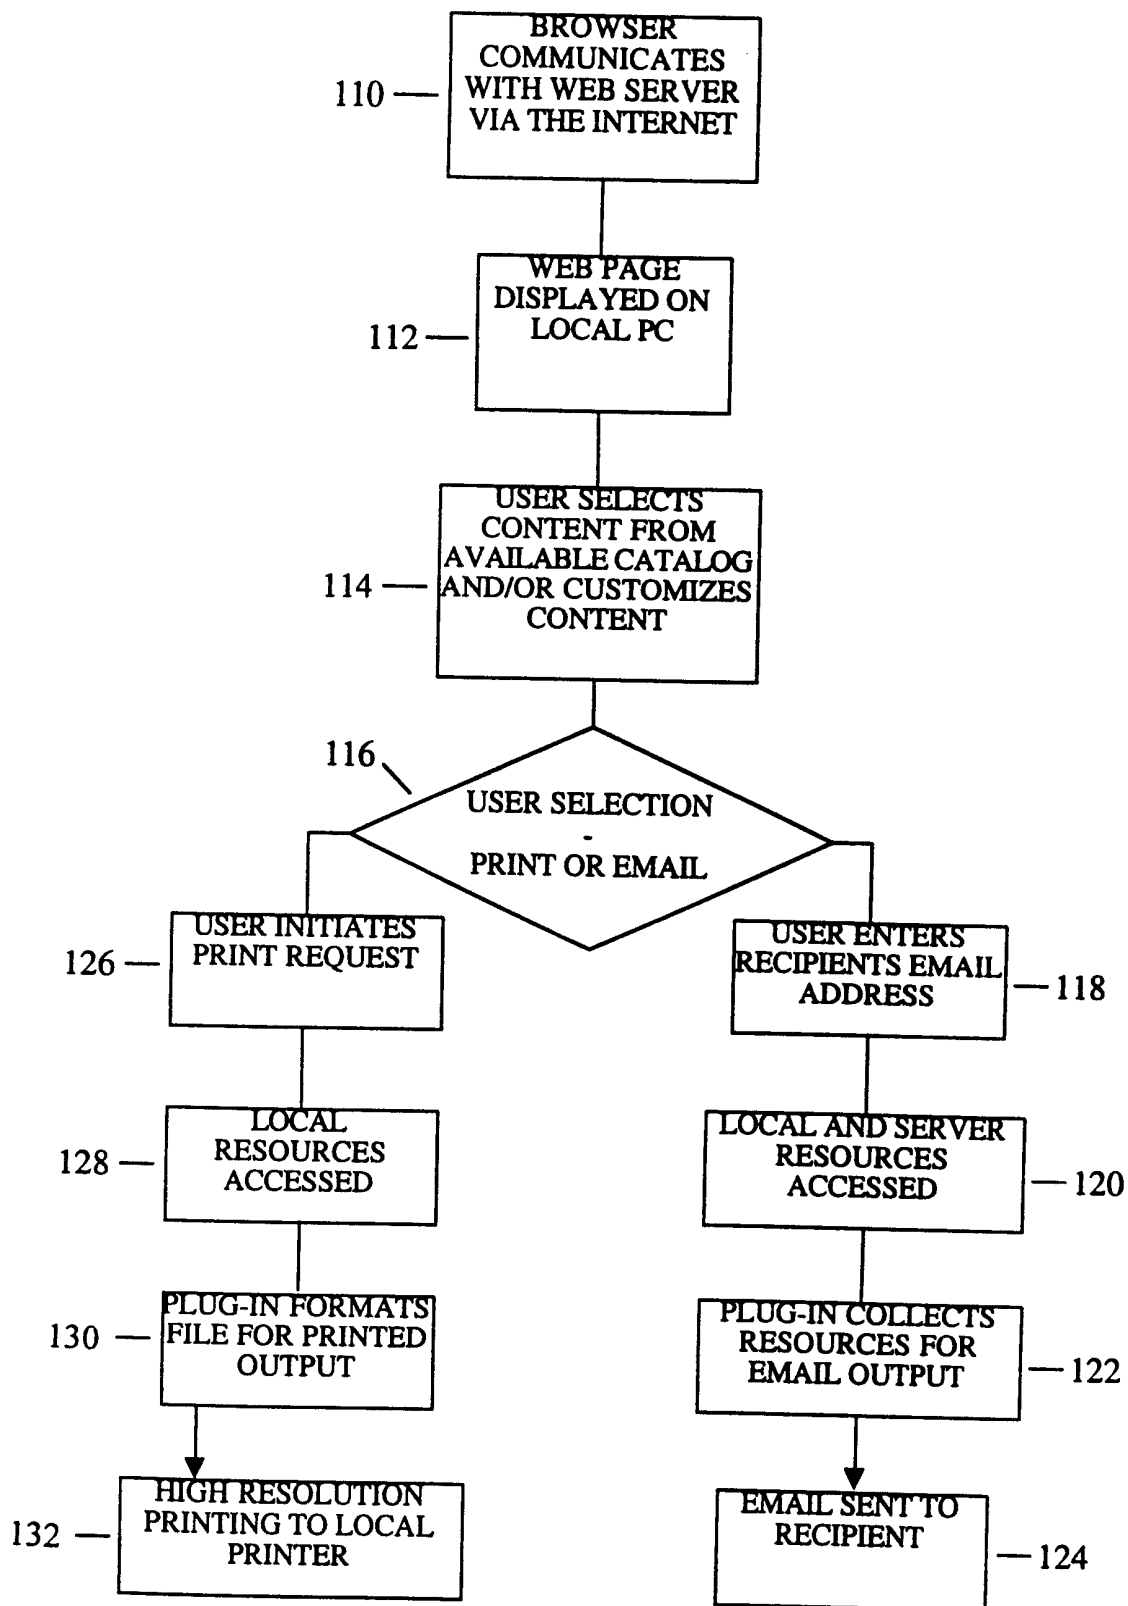 BROWSER
COMMUNICATES
WITH WEB SERVER
VIA THE INTERNET
110
WEB PAGE
DISPLAYED ON
LOCAL PC
112
USER SELECTS
CONTENT FROM
AVAILABLE CATALOG
AND/OR CUSTOMIZES
CONTENT
114
116
USER SELECTION
-
PRINT OR EMAIL
USER INITIATES
PRINT REQUEST
126
USER ENTERS
RECIPIENTS EMAIL
ADDRESS
118
LOCAL
RESOURCES
ACCESSED
128
LOCAL AND SERVER
RESOURCES
ACCESSED
120
PLUG-IN FORMATS
FILE FOR PRINTED
OUTPUT
130
PLUG-IN COLLECTS
RESOURCES FOR
EMAIL OUTPUT
122
HIGH RESOLUTION
PRINTING TO LOCAL
PRINTER
132
EMAIL SENT TO
RECIPIENT
124